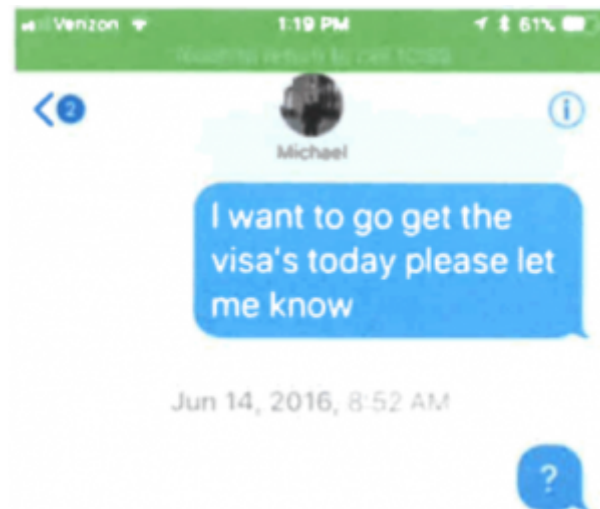 Verizon 1:19 PM 61%
2
Michael
I want to go get the
visa's today please let
me know
Jun 14, 2016, 8:52 AM
?